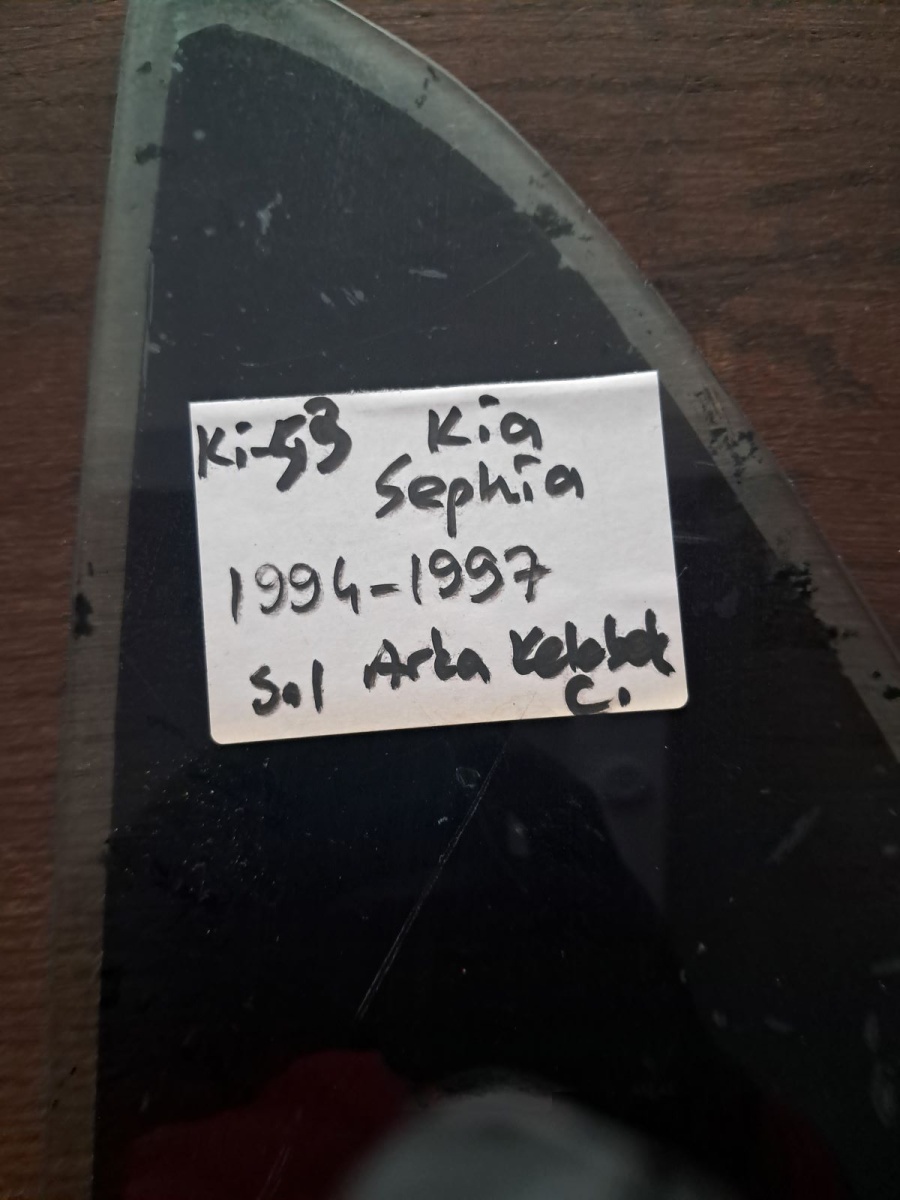 Ki-53 Kia
Sephia
1994-1997
Sol Arka Kelebek
C.